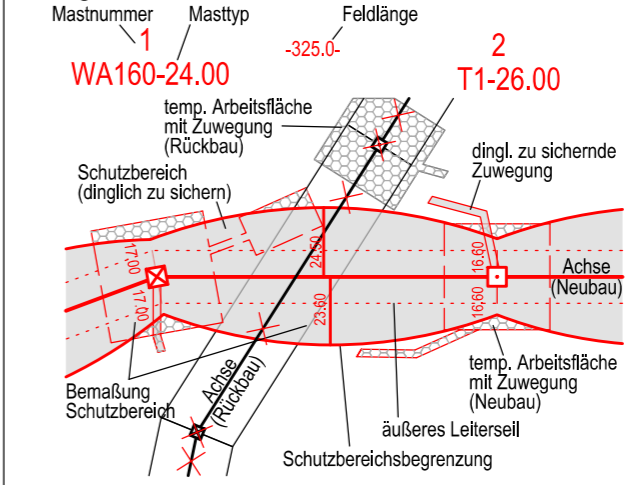 Mastnummer Masttyp Feldlänge
1
-325.0-
2
WA160-24.00
T1-26.00
temp. Arbeitsfläche
mit Zuwegung
(Rückbau)
dingl. zu sichernde
Zuwegung
Schutzbereich
(dinglich zu sichern)
17.00
24.50
16.60
Achse
(Neubau)
17.00
23.60
16.60
Achse
(Rückbau)
Bemaßung
Schutzbereich
temp. Arbeitsfläche
mit Zuwegung
(Neubau)
äußeres Leiterseil
Schutzbereichsbegrenzung